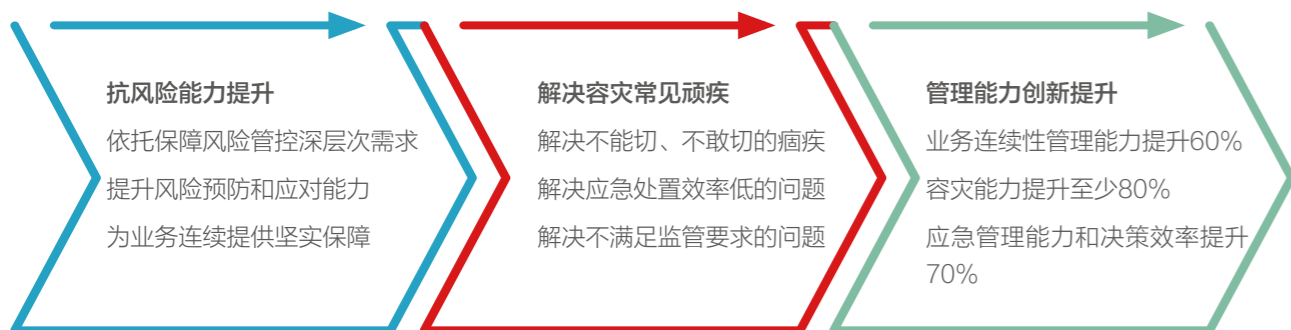 抗风险能力提升
依托保障风险管控深层次需求
提升风险预防和应对能力
为业务连续提供坚实保障
解决容灾常见顽疾
解决不能切、不敢切的痼疾
解决应急处置效率低的问题
解决不满足监管要求的问题
管理能力创新提升
业务连续性管理能力提升60%
容灾能力提升至少80%
应急管理能力和决策效率提升
70%